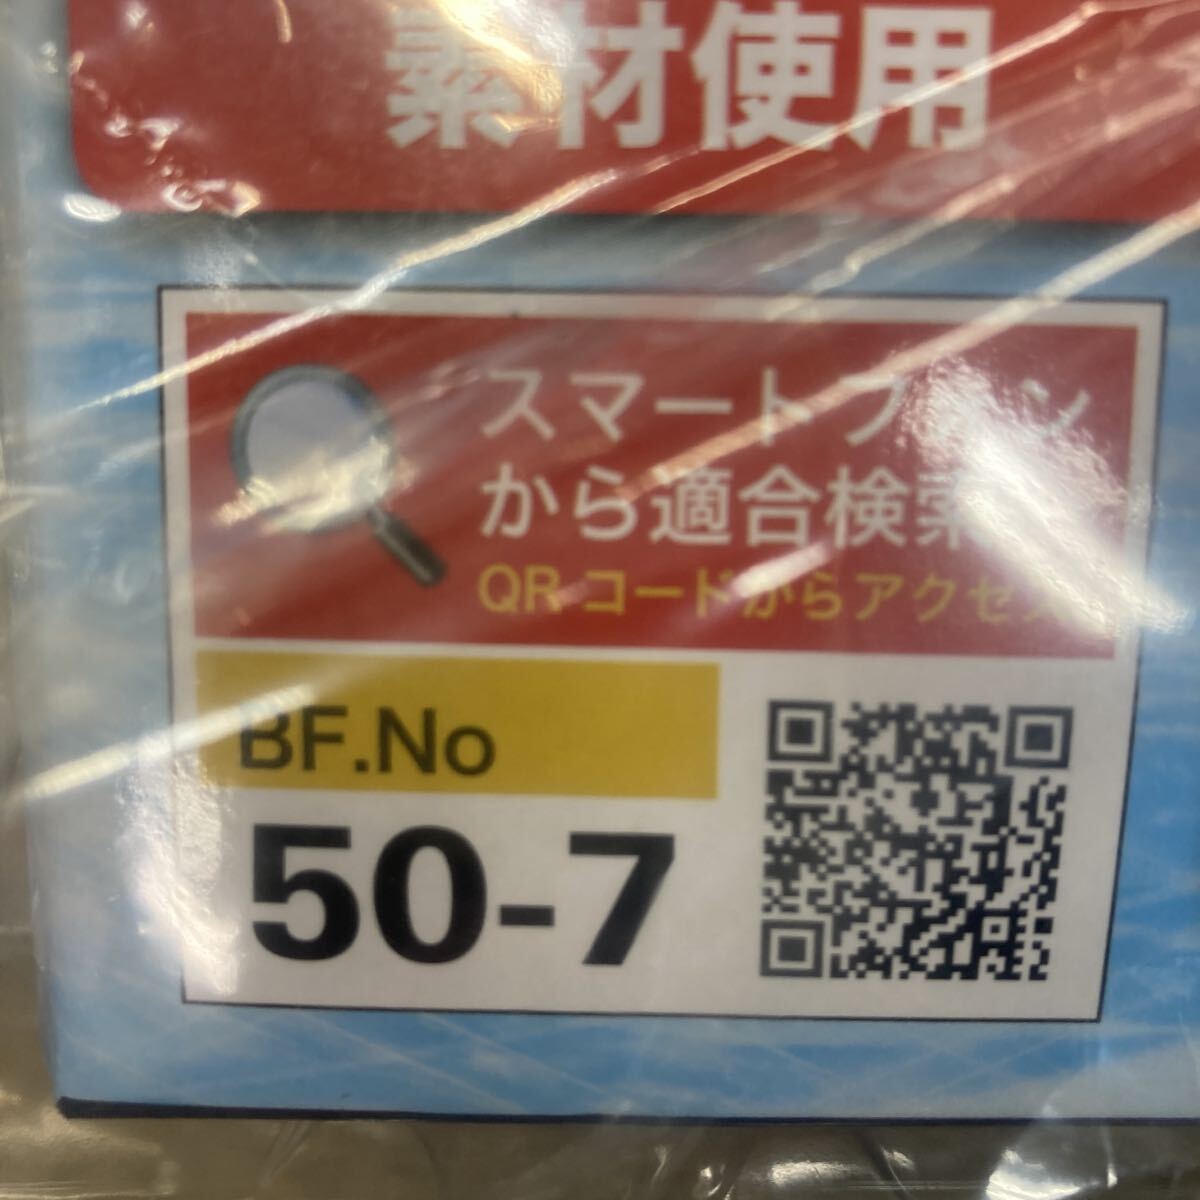 素材使用
スマートフォン
から適合検索
QRコードからアクセス
BF.No
50-7